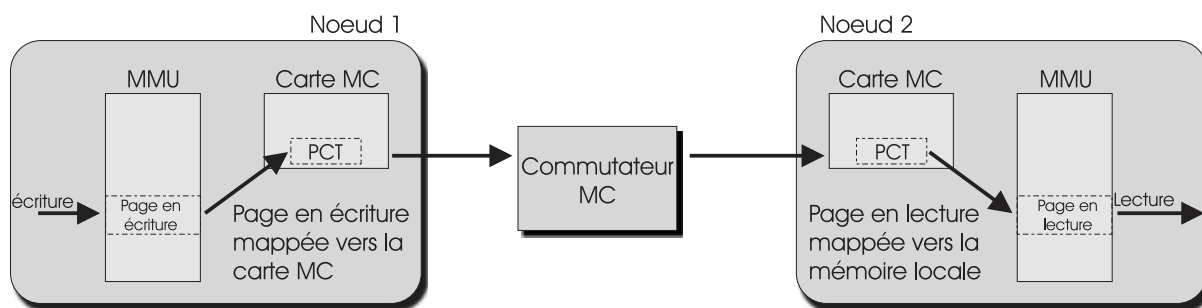 Noeud 1
Noeud 2
MMU
Carte MC
Carte MC
MMU
PCT
PCT
Commutateur
MC
écriture
Page en
écriture
Page en écriture
mappée vers la
carte MC
Page en lecture
mappée vers la
mémoire locale
Page en
lecture
Lecture